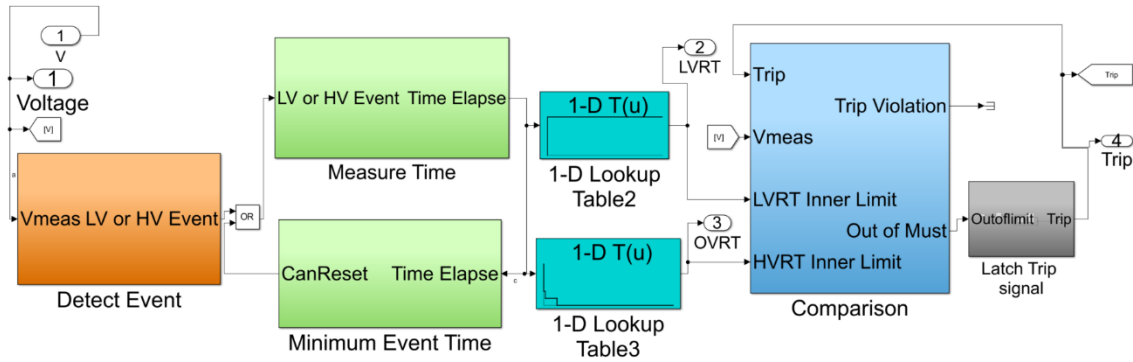 1
V
1
Voltage
[V]
a
Vmeas LV or HV Event
Detect Event
OR
LV or HV Event Time Elapse
Measure Time
CanReset Time Elapse
Minimum Event Time
c
1-D T(u)
1-D Lookup
Table2
1-D T(u)
1-D Lookup
Table3
2
LVRT
3
OVRT
[V]
Trip
Vmeas
LVRT Inner Limit
HVRT Inner Limit
Trip Violation
Out of Must
Comparison
Outoflimit Trip
Latch Trip
signal
Trip
4
Trip